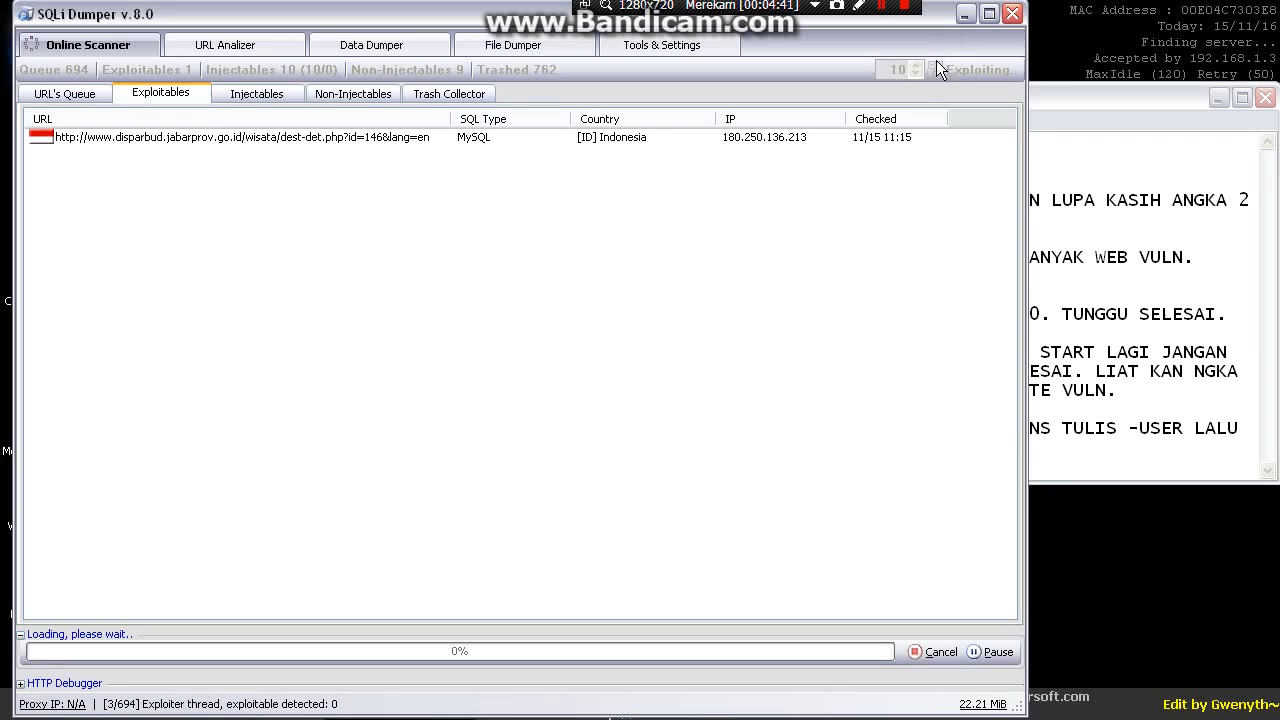 SQLi Dumper v.8.0
1280x720
Merekam [00:04:41]
www.Bandicam.com
MAC Address : 00E04C7303E8
Today: 15/11/16
Finding server...
Accepted by 192.168.1.3
MaxIdle (120) Retry (50)
Online Scanner
URL Analizer
Data Dumper
File Dumper
Tools & Settings
Queue 694
Exploitables 1
Injectables 10 (10/0)
Non-Injectables 9
Trashed 762
10
Exploiting..
URL's Queue
Exploitables
Injectables
Non-Injectables
Trash Collector
URL
SQL Type
Country
IP
Checked
http://www.disparbud.jabarprov.go.id/wisata/dest-det.php?id=146&lang=en
MySQL
[ID] Indonesia
180.250.136.213
11/15 11:15
N LUPA KASIH ANGKA 2
ANYAK WEB VULN.
O. TUNGGU SELESAI.
START LAGI JANGAN
ESAI. LIAT KAN NGKA
TE VULN.
NS TULIS -USER LALU
Loading, please wait..
0%
Cancel
Pause
HTTP Debugger
Proxy IP: N/A
[3/694] Exploiter thread, exploitable detected
22.21 MiB
rsoft.com
Edit by Gwenyth~